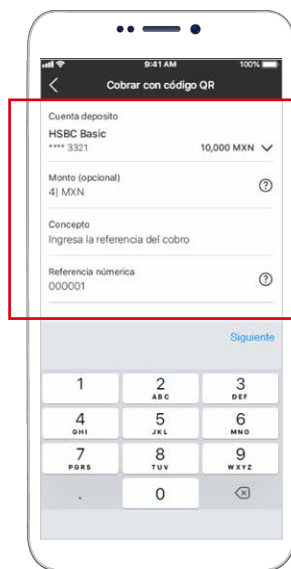 9:41 AM 100%
Cobrar con código QR
Cuenta deposito
HSBC Basic
**** 3321 10,000 MXN
Monto (opcional)
4| MXN ?
Concepto
Ingresa la referencia del cobro
Referencia númerica
000001 ?
Siguiente
1 2 3
ABC DEF
4 5 6
GHI JKL MNO
7 8 9
PQRS TUV WXYZ
. 0